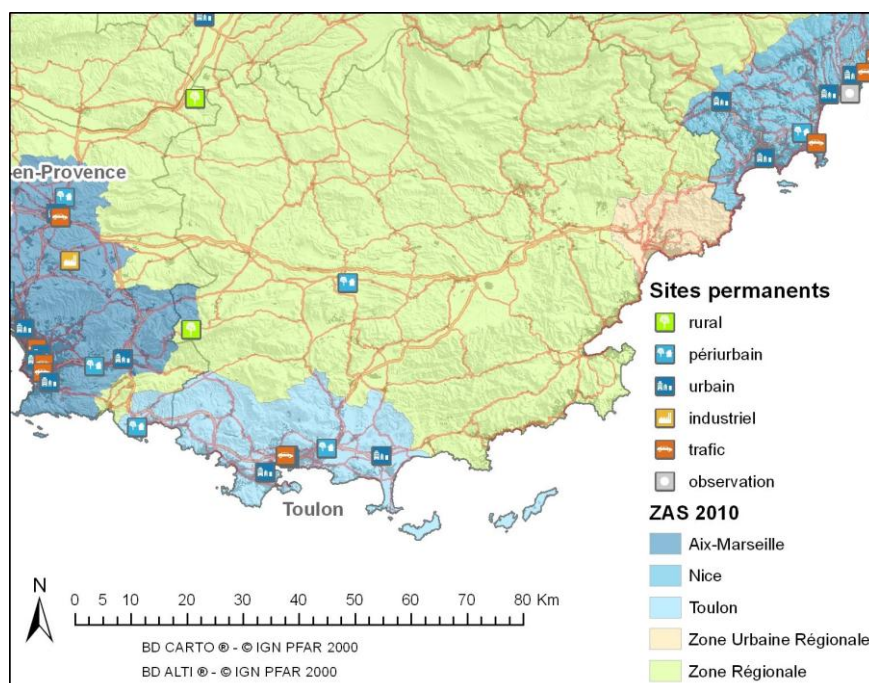 -en-Provence
Toulon
Sites permanents
rural
périurbain
urbain
industriel
trafic
observation
ZAS 2010
Aix-Marseille
Nice
Toulon
Zone Urbaine Régionale
Zone Régionale
N
0 5 10 20 30 40 50 60 70 80 Km
BD CARTO ® - © IGN PFAR 2000
BD ALTI ® - © IGN PFAR 2000